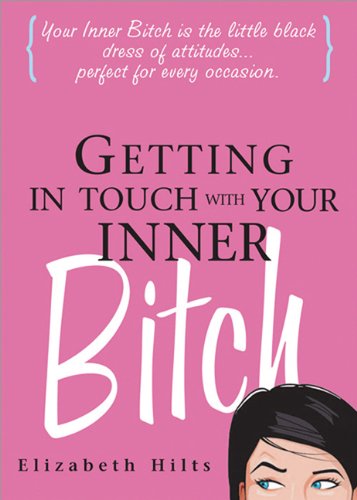 Your Inner Bitch is the little black
dress of attitudes...
perfect for every occasion.
GETTING
IN TOUCH WITH YOUR
INNER
Bitch
Elizabeth Hilts